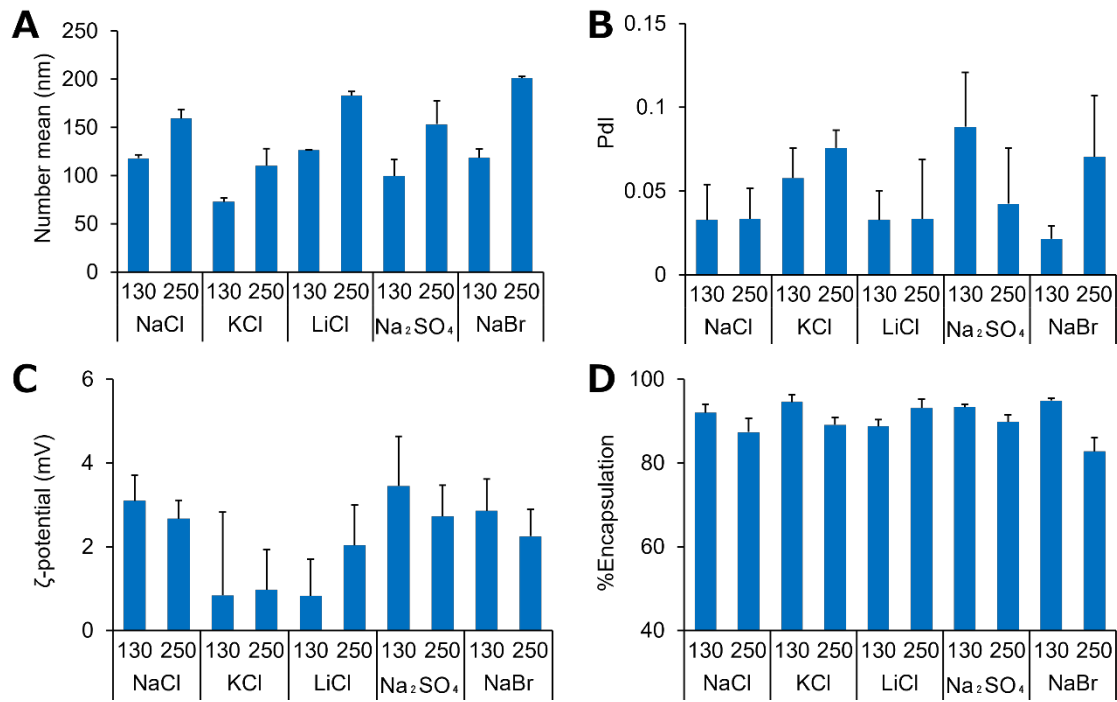 A
Number mean (nm)
250
200
150
100
50
0
130 250 130 250 130 250 130 250 130 250
NaCl KCl LiCl Na₂SO₄ NaBr
B
PdI
0.15
0.1
0.05
0
130 250 130 250 130 250 130 250 130 250
NaCl KCl LiCl Na₂SO₄ NaBr
C
ζ-potential (mV)
6
4
2
0
130 250 130 250 130 250 130 250 130 250
NaCl KCl LiCl Na₂SO₄ NaBr
D
%Encapsulation
100
80
60
40
130 250 130 250 130 250 130 250 130 250
NaCl KCl LiCl Na₂SO₄ NaBr